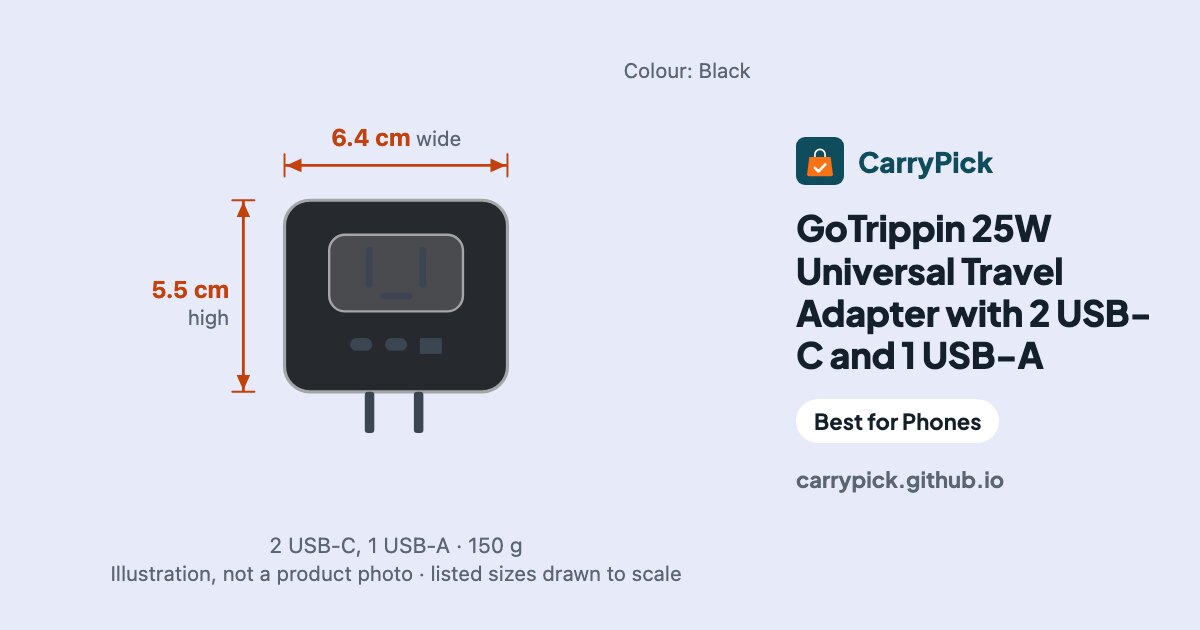 Colour: Black
6.4 cm wide
5.5 cm
high
2 USB-C, 1 USB-A · 150 g
Illustration, not a product photo · listed sizes drawn to scale
CarryPick
GoTrippin 25W
Universal Travel
Adapter with 2 USB-
C and 1 USB-A
Best for Phones
carrypick.github.io